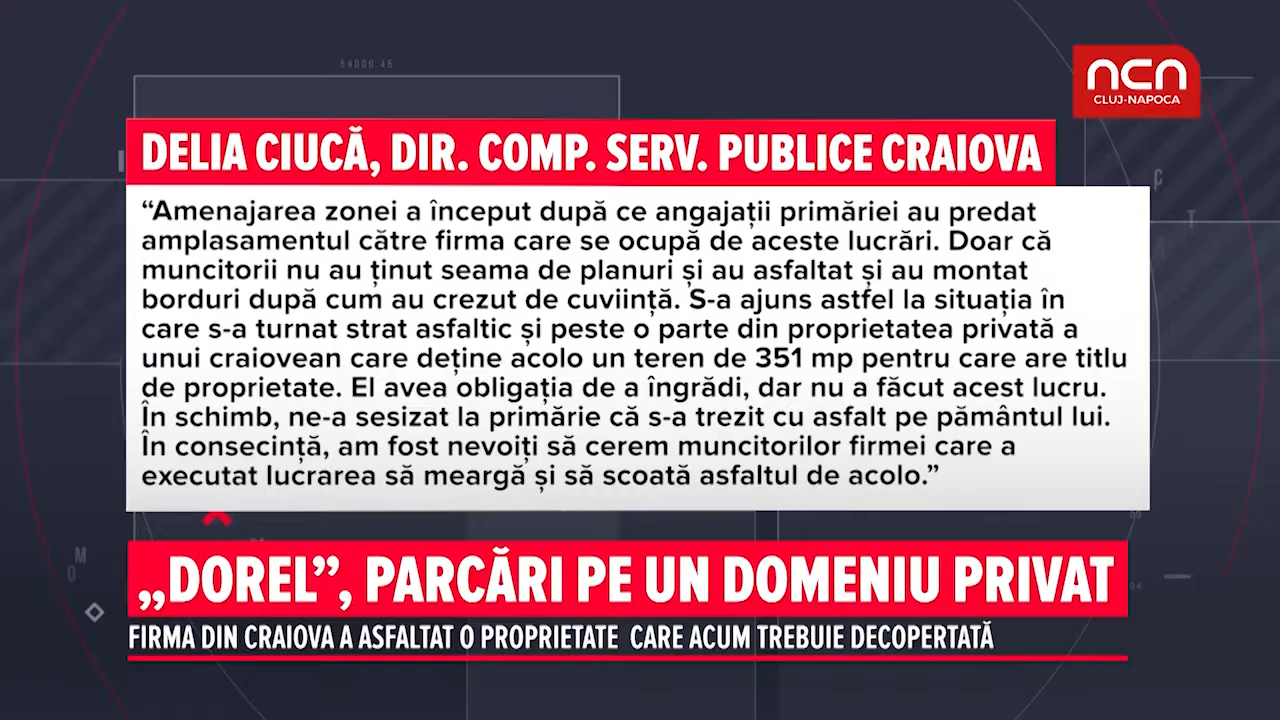 54000.45
ncn
CLUJ-NAPOCA
DELIA CIUCĂ, DIR. COMP. SERV. PUBLICE CRAIOVA
“Amenajarea zonei a început după ce angajații primăriei au predat
amplasamentul către firma care se ocupă de aceste lucrări. Doar că
muncitorii nu au ținut seama de planuri și au asfaltat și au montat
borduri după cum au crezut de cuviință. S-a ajuns astfel la situația în
care s-a turnat strat asfaltic și peste o parte din proprietatea privată a
unui craiovean care deține acolo un teren de 351 mp pentru care are titlu
de proprietate. El avea obligația de a îngrădi, dar nu a făcut acest lucru.
În schimb, ne-a sesizat la primărie că s-a trezit cu asfalt pe pământul lui.
În consecință, am fost nevoiți să cerem muncitorilor firmei care a
executat lucrarea să meargă și să scoată asfaltul de acolo.”
„DOREL”, PARCĂRI PE UN DOMENIU PRIVAT
FIRMA DIN CRAIOVA A ASFALTAT O PROPRIETATE CARE ACUM TREBUIE DECOPERTATĂ